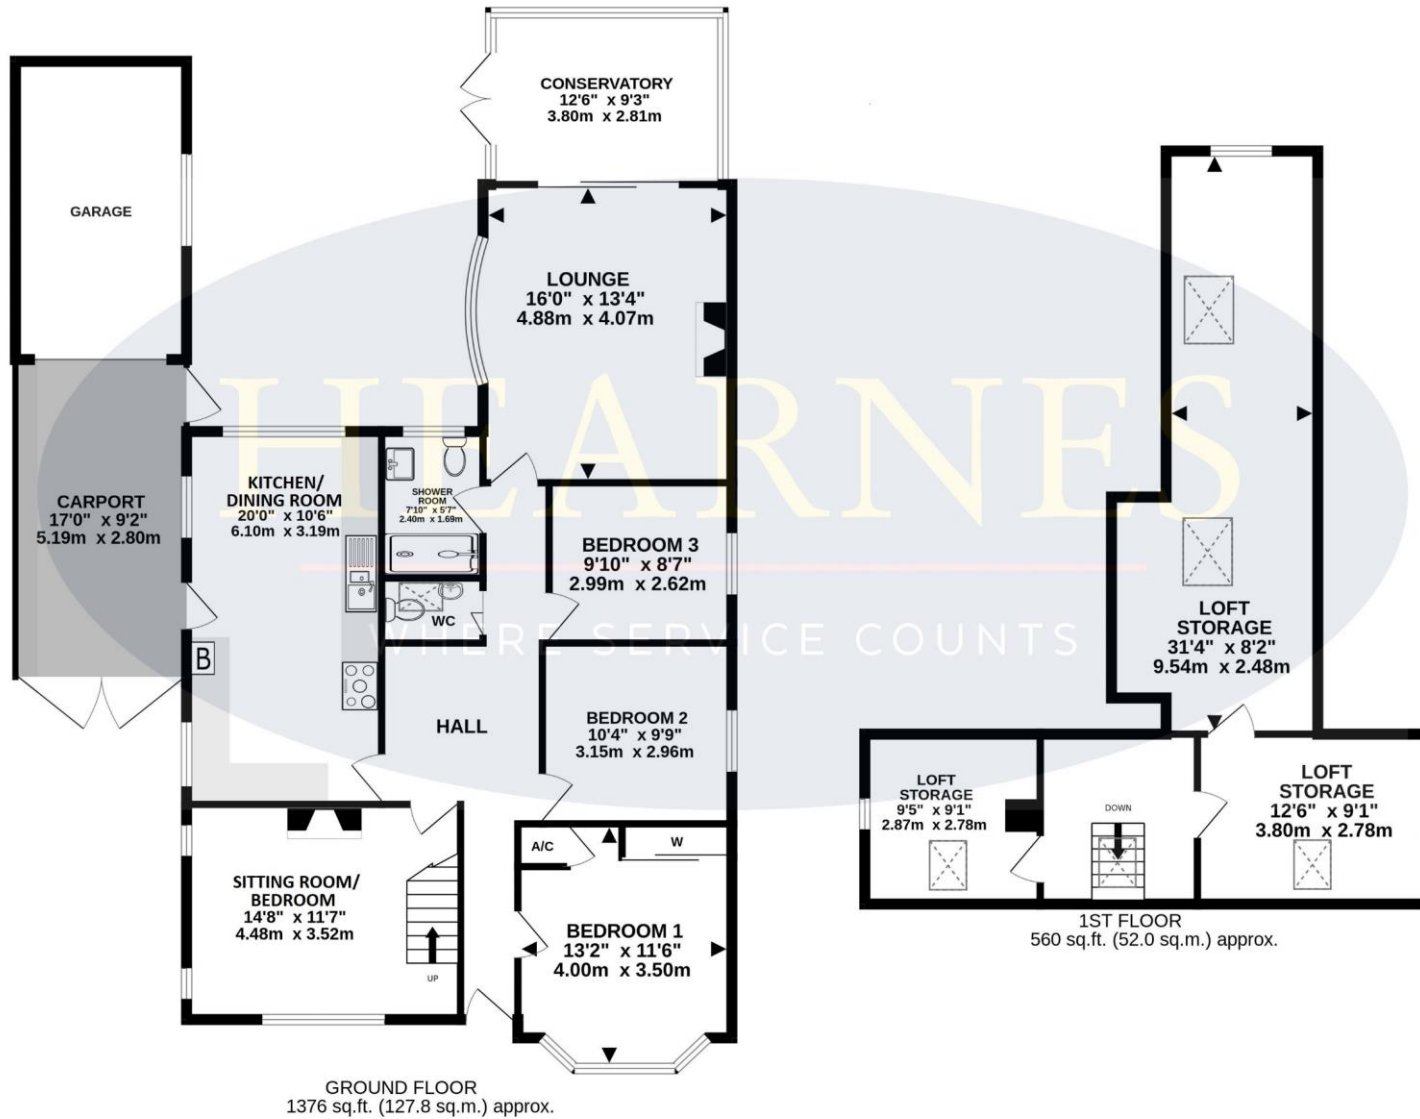 CONSERVATORY
12'6" x 9'3"
3.80m x 2.81m
GARAGE
LOUNGE
16'0" x 13'4"
4.88m x 4.07m
HEARNES
WHERE SERVICE COUNTS
CARPORT
17'0" x 9'2"
5.19m x 2.80m
KITCHEN/
DINING ROOM
20'0" x 10'6"
6.10m x 3.19m
SHOWER
ROOM
7'10" x 5'7"
2.40m x 1.69m
BEDROOM 3
9'10" x 8'7"
2.99m x 2.62m
WC
B
HALL
BEDROOM 2
10'4" x 9'9"
3.15m x 2.96m
A/C
W
SITTING ROOM/
BEDROOM
14'8" x 11'7"
4.48m x 3.52m
UP
BEDROOM 1
13'2" x 11'6"
4.00m x 3.50m
GROUND FLOOR
1376 sq.ft. (127.8 sq.m.) approx.
LOFT
STORAGE
31'4" x 8'2"
9.54m x 2.48m
LOFT
STORAGE
9'5" x 9'1"
2.87m x 2.78m
DOWN
LOFT
STORAGE
12'6" x 9'1"
3.80m x 2.78m
1ST FLOOR
560 sq.ft. (52.0 sq.m.) approx.